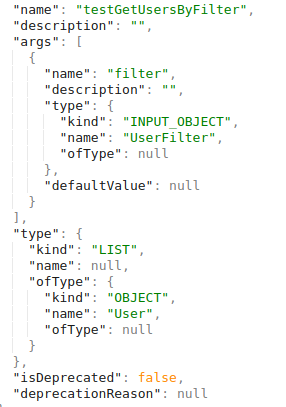 "name": "testGetUsersByFilter",
"description": "",
"args": [
  {
    "name": "filter",
    "description": "",
    "type": {
      "kind": "INPUT_OBJECT",
      "name": "UserFilter",
      "ofType": null
    },
    "defaultValue": null
  }
],
"type": {
  "kind": "LIST",
  "name": null,
  "ofType": {
    "kind": "OBJECT",
    "name": "User",
    "ofType": null
  }
},
"isDeprecated": false,
"deprecationReason": null